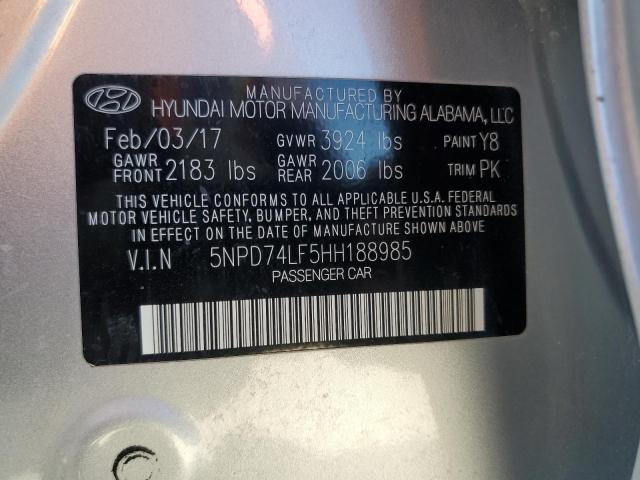 MANUFACTURED BY
HYUNDAI MOTOR MANUFACTURING ALABAMA, LLC
Feb/03/17 GVWR 3924 lbs PAINT Y8
GAWR FRONT 2183 lbs GAWR REAR 2006 lbs TRIM PK
THIS VEHICLE CONFORMS TO ALL APPLICABLE U.S.A. FEDERAL
MOTOR VEHICLE SAFETY, BUMPER, AND THEFT PREVENTION STANDARDS
IN EFFECT ON THE DATE OF MANUFACTURE SHOWN ABOVE.
V.I.N 5NPD74LF5HH188985
PASSENGER CAR